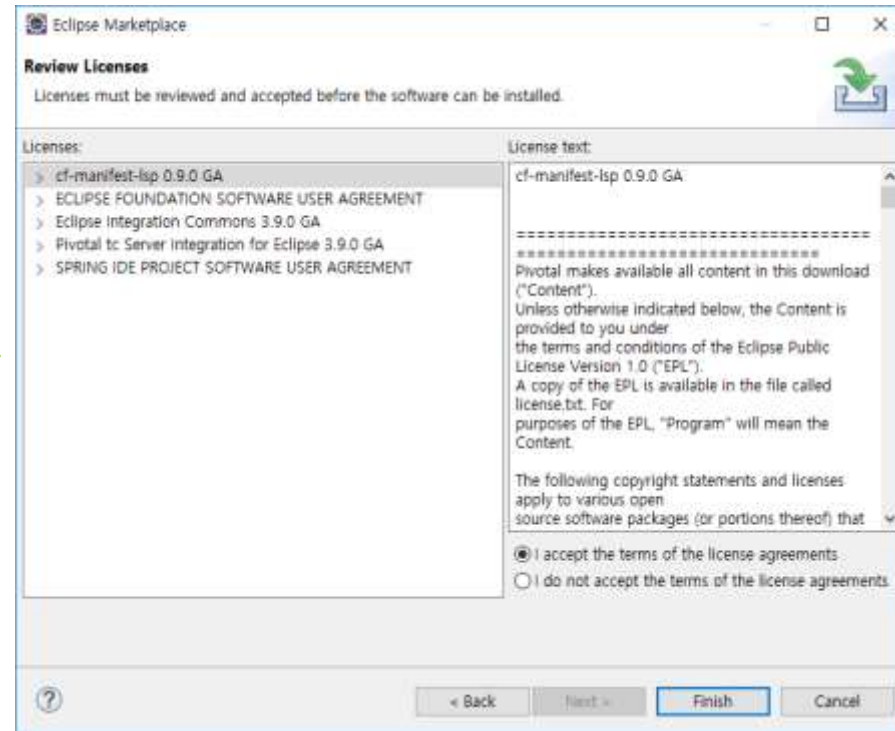 Eclipse Marketplace
Review Licenses
Licenses must be reviewed and accepted before the software can be installed.
Licenses:
cf-manifest-lsp 0.9.0 GA
ECLIPSE FOUNDATION SOFTWARE USER AGREEMENT
Eclipse Integration Commons 3.9.0 GA
Pivotal tc Server Integration for Eclipse 3.9.0 GA
SPRING IDE PROJECT SOFTWARE USER AGREEMENT
License text:
cf-manifest-lsp 0.9.0 GA
===================================
==============================
Pivotal makes available all content in this download
("Content").
Unless otherwise indicated below, the Content is
provided to you under
the terms and conditions of the Eclipse Public
License Version 1.0 ("EPL").
A copy of the EPL is available in the file called
license.txt. For
purposes of the EPL, "Program" will mean the
Content.
The following copyright statements and licenses
apply to various open
source software packages (or portions thereof) that
I accept the terms of the license agreements
I do not accept the terms of the license agreements
?
< Back
Next >
Finish
Cancel